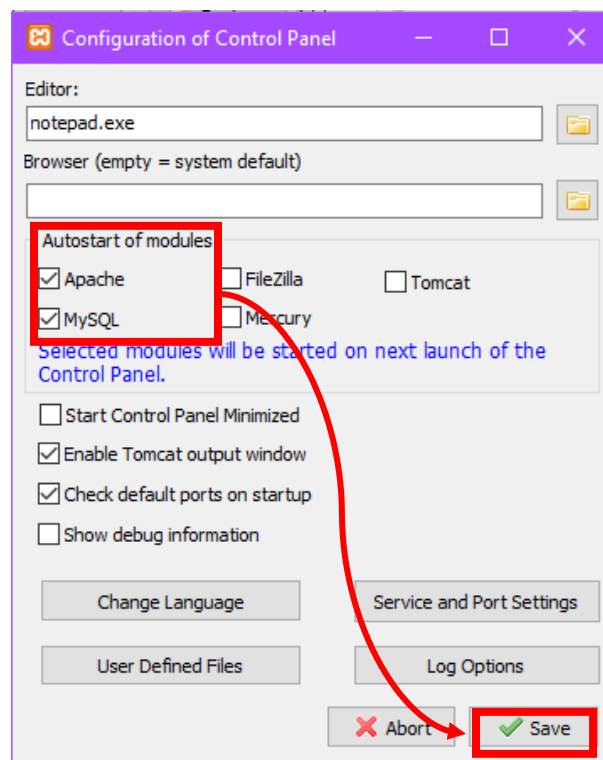 Configuration of Control Panel
Editor:
notepad.exe
Browser (empty = system default)
Autostart of modules
Apache FileZilla Tomcat
MySQL Mercury
Selected modules will be started on next launch of the
Control Panel.
Start Control Panel Minimized
Enable Tomcat output window
Check default ports on startup
Show debug information
Change Language Service and Port Settings
User Defined Files Log Options
Abort Save